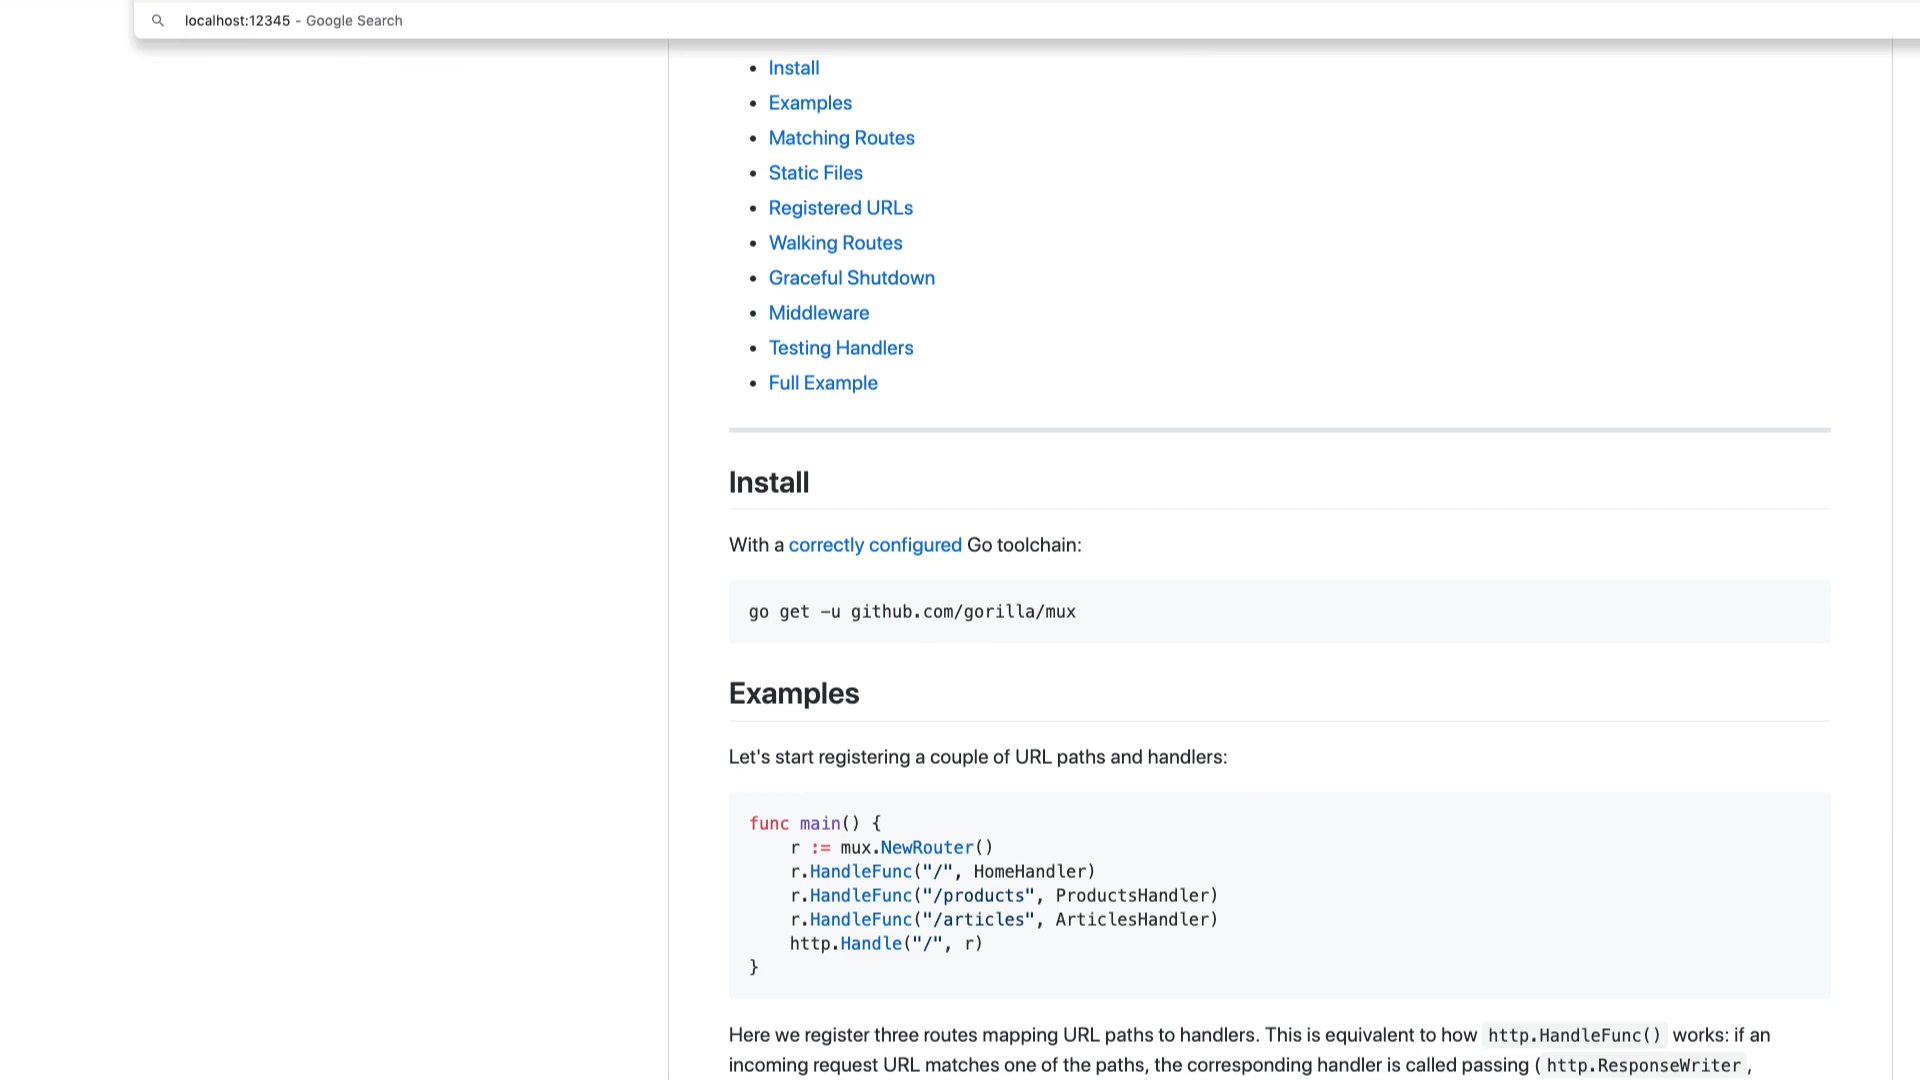 localhost:12345 - Google Search
• Install
• Examples
• Matching Routes
• Static Files
• Registered URLs
• Walking Routes
• Graceful Shutdown
• Middleware
• Testing Handlers
• Full Example
Install
With a correctly configured Go toolchain:
go get -u github.com/gorilla/mux
Examples
Let's start registering a couple of URL paths and handlers:
func main() {
    r := mux.NewRouter()
    r.HandleFunc("/", HomeHandler)
    r.HandleFunc("/products", ProductsHandler)
    r.HandleFunc("/articles", ArticlesHandler)
    http.Handle("/", r)
}
Here we register three routes mapping URL paths to handlers. This is equivalent to how http.HandleFunc() works: if an
incoming request URL matches one of the paths, the corresponding handler is called passing ( http.ResponseWriter ,